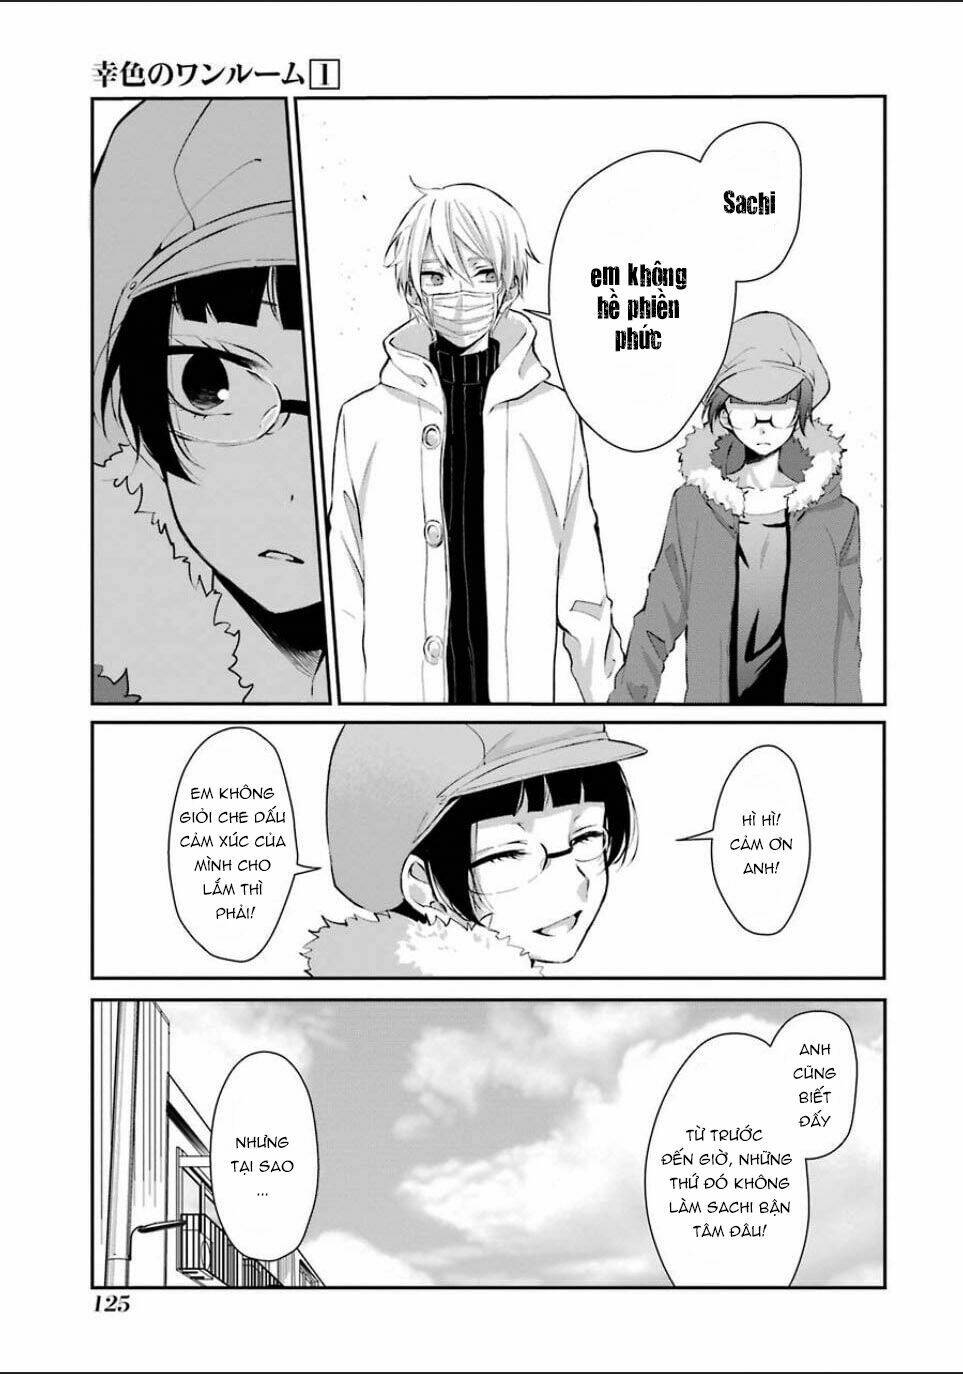 幸色のワンルーム 1
Sachi
em không
hề phiền
phức
HÌ HÌ!
CẢM ƠN
ANH!
EM KHÔNG
GIỎI CHE DẤU
CẢM XÚC CỦA
MÌNH CHO
LẮM THÌ
PHẢI!
ANH
CŨNG
BIẾT
ĐẤY
TỪ TRƯỚC
ĐẾN GIỜ, NHỮNG
THỨ ĐÓ KHÔNG
LÀM SACHI BẬN
TÂM ĐÂU!
NHƯNG
TẠI SAO
...
125